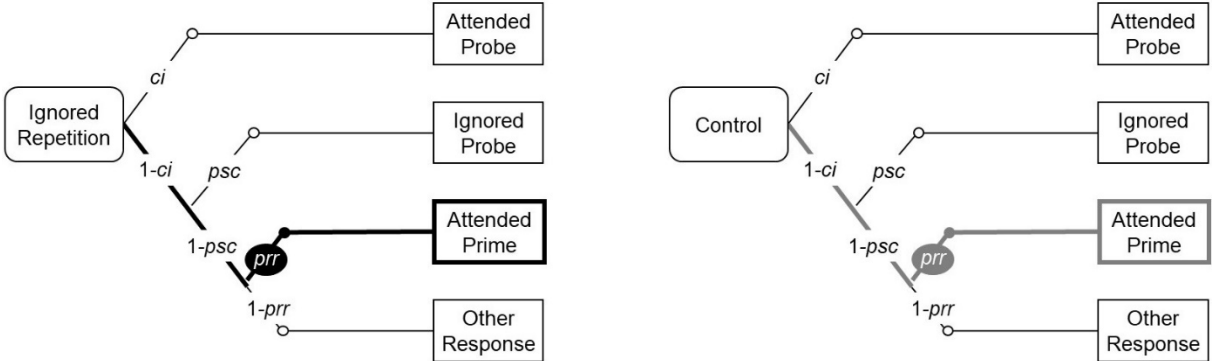 Attended
Probe
ci
Ignored
Repetition
Ignored
Probe
1-ci
psc
Attended
Prime
1-psc
prr
1-prr
Other
Response
Attended
Probe
ci
Control
Ignored
Probe
1-ci
psc
Attended
Prime
1-psc
prr
1-prr
Other
Response